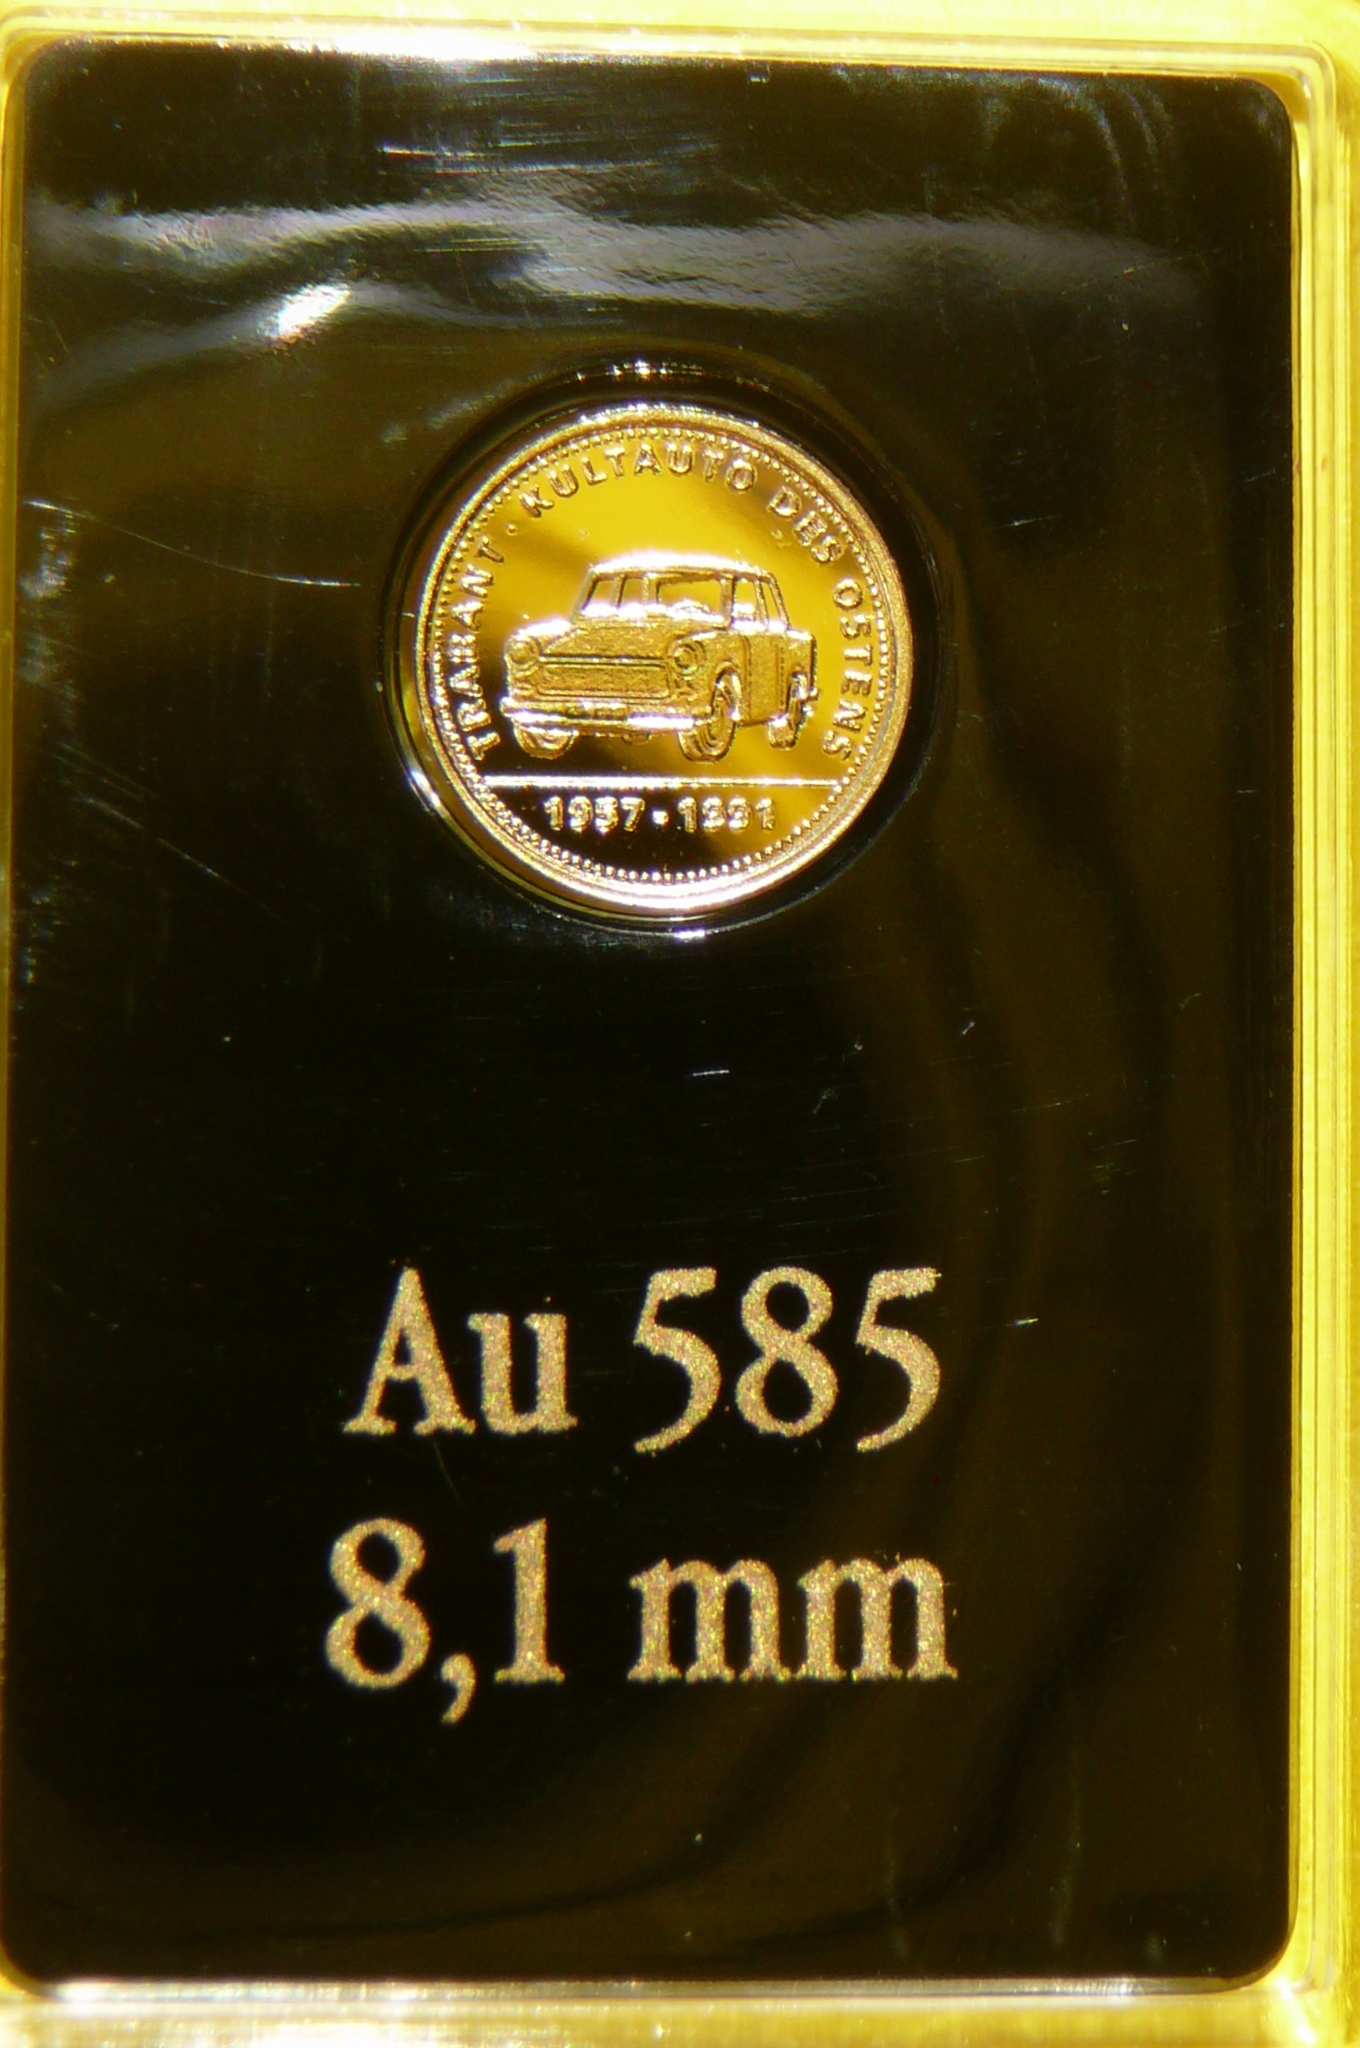 TRABANT · KULTAUTO DES OSTENS
1957 · 1991
Au 585
8,1 mm